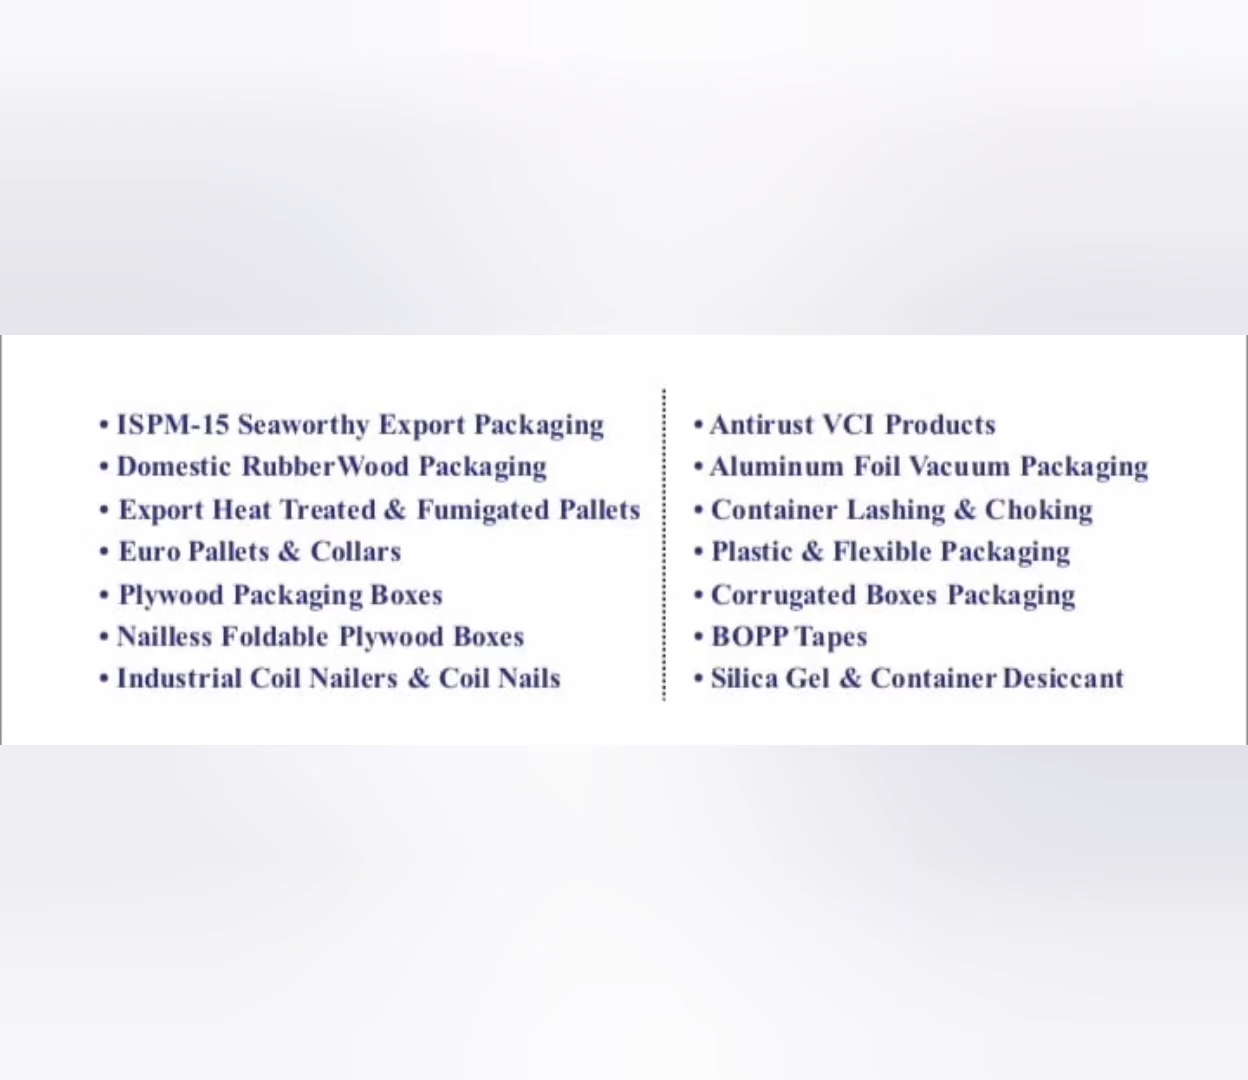 • ISPM-15 Seaworthy Export Packaging
• Domestic RubberWood Packaging
• Export Heat Treated & Fumigated Pallets
• Euro Pallets & Collars
• Plywood Packaging Boxes
• Nailless Foldable Plywood Boxes
• Industrial Coil Nailers & Coil Nails
• Antirust VCI Products
• Aluminum Foil Vacuum Packaging
• Container Lashing & Choking
• Plastic & Flexible Packaging
• Corrugated Boxes Packaging
• BOPP Tapes
• Silica Gel & Container Desiccant